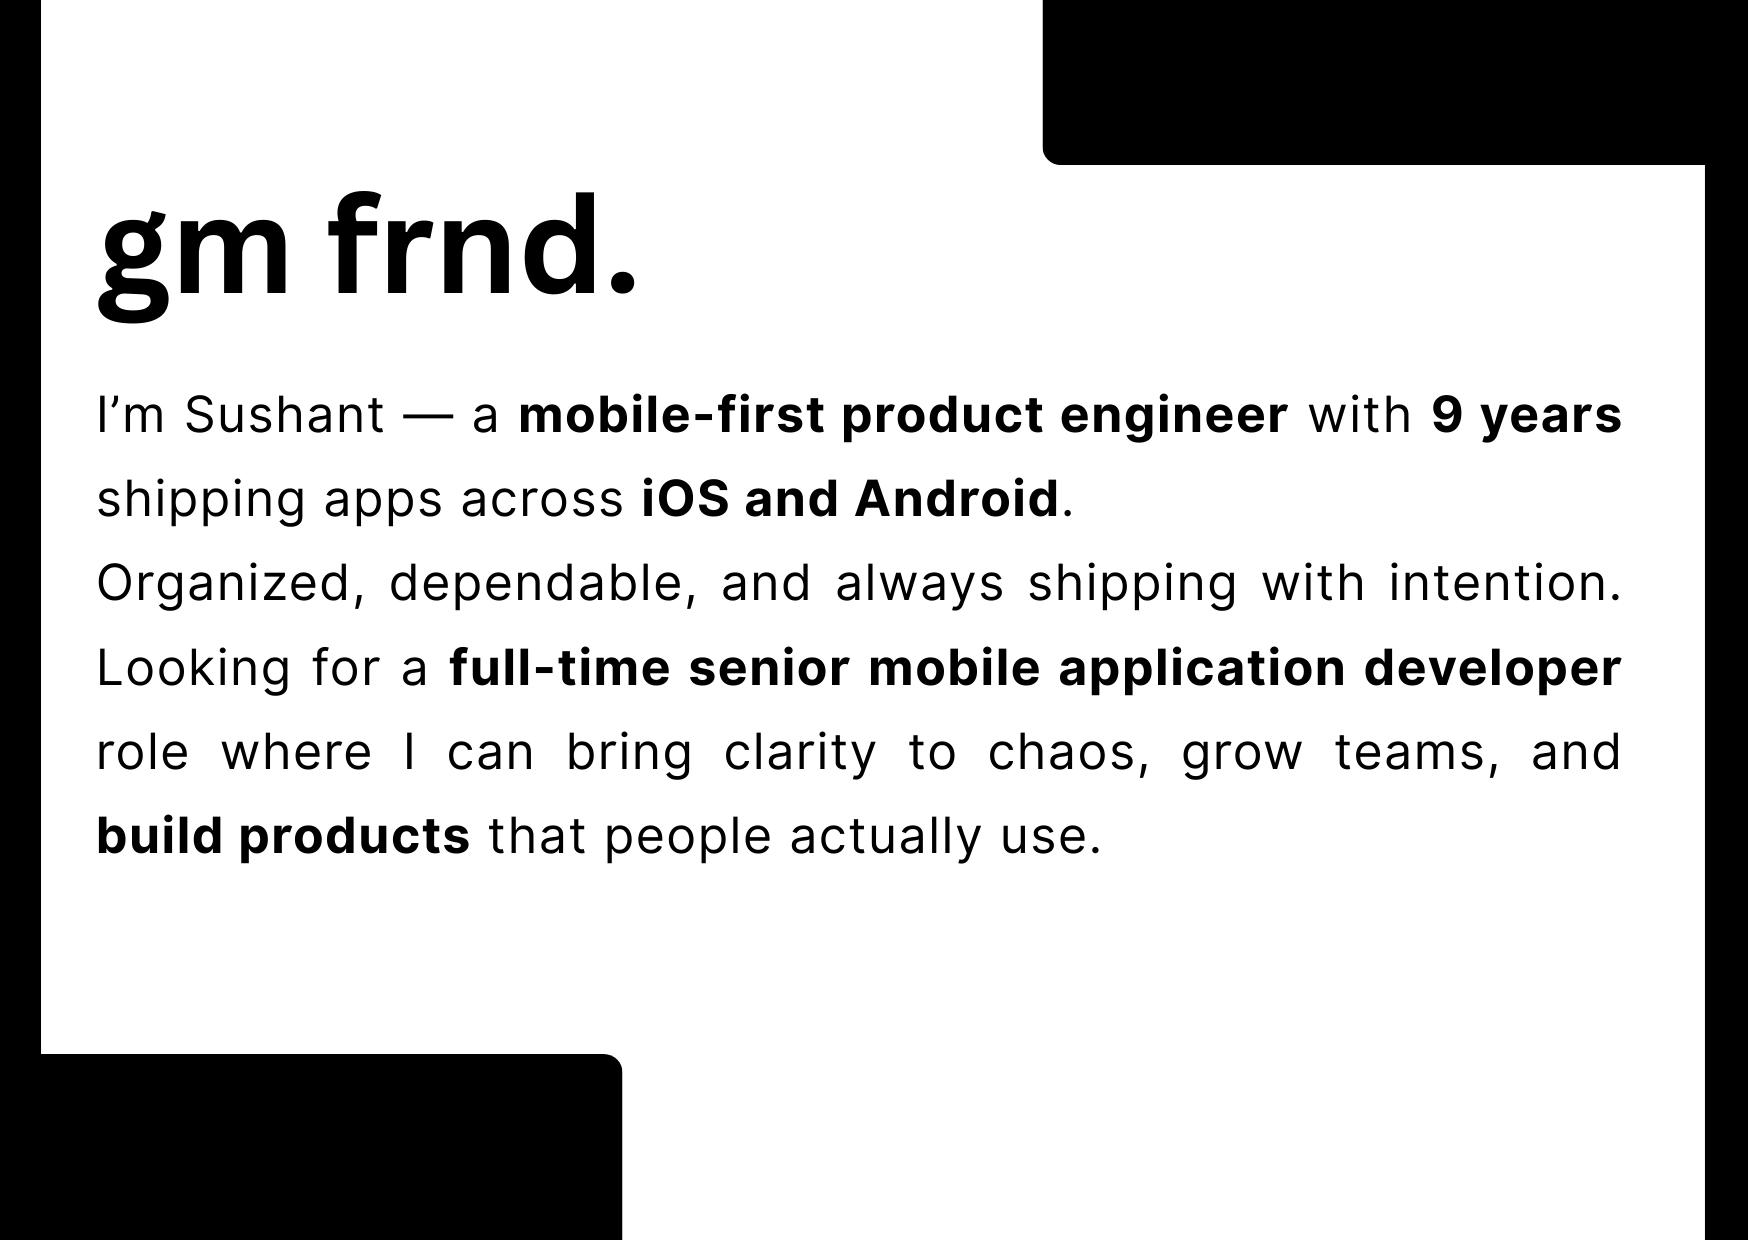 gm frnd.
I’m Sushant — a mobile-first product engineer with 9 years
shipping apps across iOS and Android.
Organized, dependable, and always shipping with intention.
Looking for a full-time senior mobile application developer
role where I can bring clarity to chaos, grow teams, and
build products that people actually use.